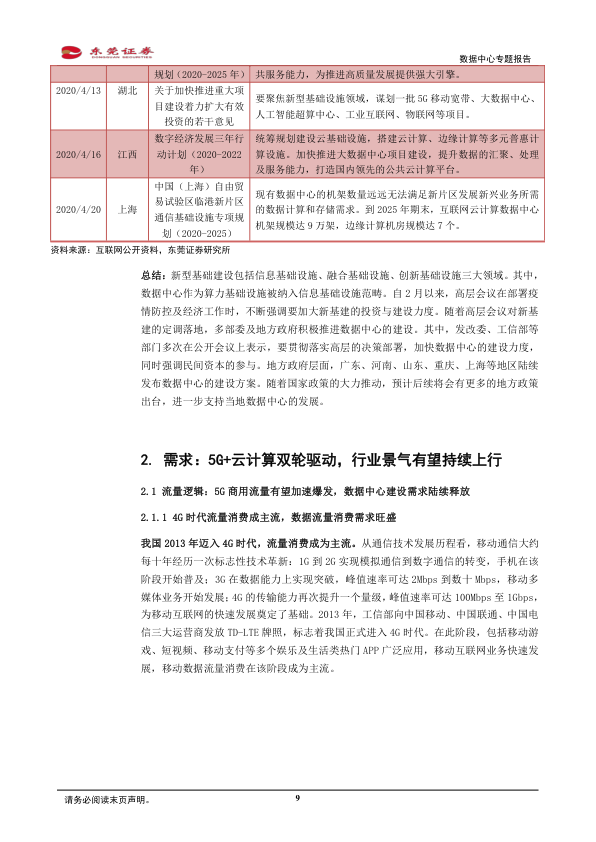 东莞证券
DONGGUAN SECURITIES
数据中心专题报告
规划（2020-2025 年） 共服务能力，为推进高质量发展提供强大引擎。
2020/4/13 湖北 关于加快推进重大项目建设着力扩大有效投资的若干意见 要聚焦新型基础设施领域，谋划一批 5G 移动宽带、大数据中心、人工智能超算中心、工业互联网、物联网等项目。
2020/4/16 江西 数字经济发展三年行动计划（2020-2022 年） 统筹规划建设云基础设施，搭建云计算、边缘计算等多元普惠计算设施。加快推进大数据中心项目建设，提升数据的汇聚、处理及服务能力，打造国内领先的公共云计算平台。
2020/4/20 上海 中国（上海）自由贸易试验区临港新片区通信基础设施专项规划（2020-2025） 现有数据中心的机架数量远远无法满足新片区发展新兴业务所需的数据计算和存储需求。到 2025 年期末，互联网云计算数据中心机架规模达 9 万架，边缘计算机房规模达 7 个。
资料来源：互联网公开资料，东莞证券研究所
总结：新型基础建设包括信息基础设施、融合基础设施、创新基础设施三大领域。其中，
数据中心作为算力基础设施被纳入信息基础设施范畴。自 2 月以来，高层会议在部署疫
情防控及经济工作时，不断强调要加大新基建的投资与建设力度。随着高层会议对新基
建的定调落地，多部委及地方政府积极推进数据中心的建设。其中，发改委、工信部等
部门多次在公开会议上表示，要贯彻落实高层的决策部署，加快数据中心的建设力度，
同时强调民间资本的参与。地方政府层面，广东、河南、山东、重庆、上海等地区陆续
发布数据中心的建设方案。随着国家政策的大力推动，预计后续将会有更多的地方政策
出台，进一步支持当地数据中心的发展。
2. 需求：5G+云计算双轮驱动，行业景气有望持续上行
2.1 流量逻辑：5G 商用流量有望加速爆发，数据中心建设需求陆续释放
2.1.1 4G 时代流量消费成主流，数据流量消费需求旺盛
我国 2013 年迈入 4G 时代，流量消费成为主流。从通信技术发展历程看，移动通信大约
每十年经历一次标志性技术革新：1G 到 2G 实现模拟通信到数字通信的转变，手机在该
阶段开始普及；3G 在数据能力上实现突破，峰值速率可达 2Mbps 到数十 Mbps，移动多
媒体业务开始发展；4G 的传输能力再次提升一个量级，峰值速率可达 100Mbps 至 1Gbps，
为移动互联网的快速发展奠定了基础。2013 年，工信部向中国移动、中国联通、中国电
信三大运营商发放 TD-LTE 牌照，标志着我国正式进入 4G 时代。在此阶段，包括移动游
戏、短视频、移动支付等多个娱乐及生活类热门 APP 广泛应用，移动互联网业务快速发
展，移动数据流量消费在该阶段成为主流。
请务必阅读末页声明。
9